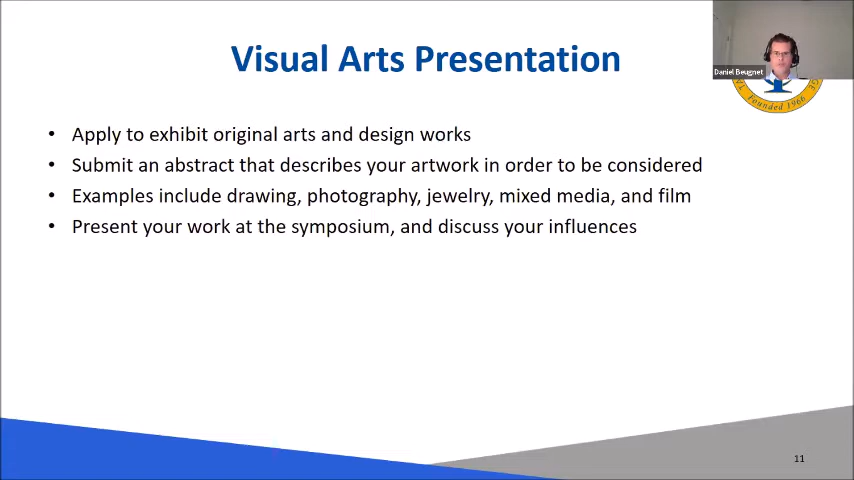 Visual Arts Presentation
Daniel Beugnet
Founded 1966
• Apply to exhibit original arts and design works
• Submit an abstract that describes your artwork in order to be considered
• Examples include drawing, photography, jewelry, mixed media, and film
• Present your work at the symposium, and discuss your influences
11